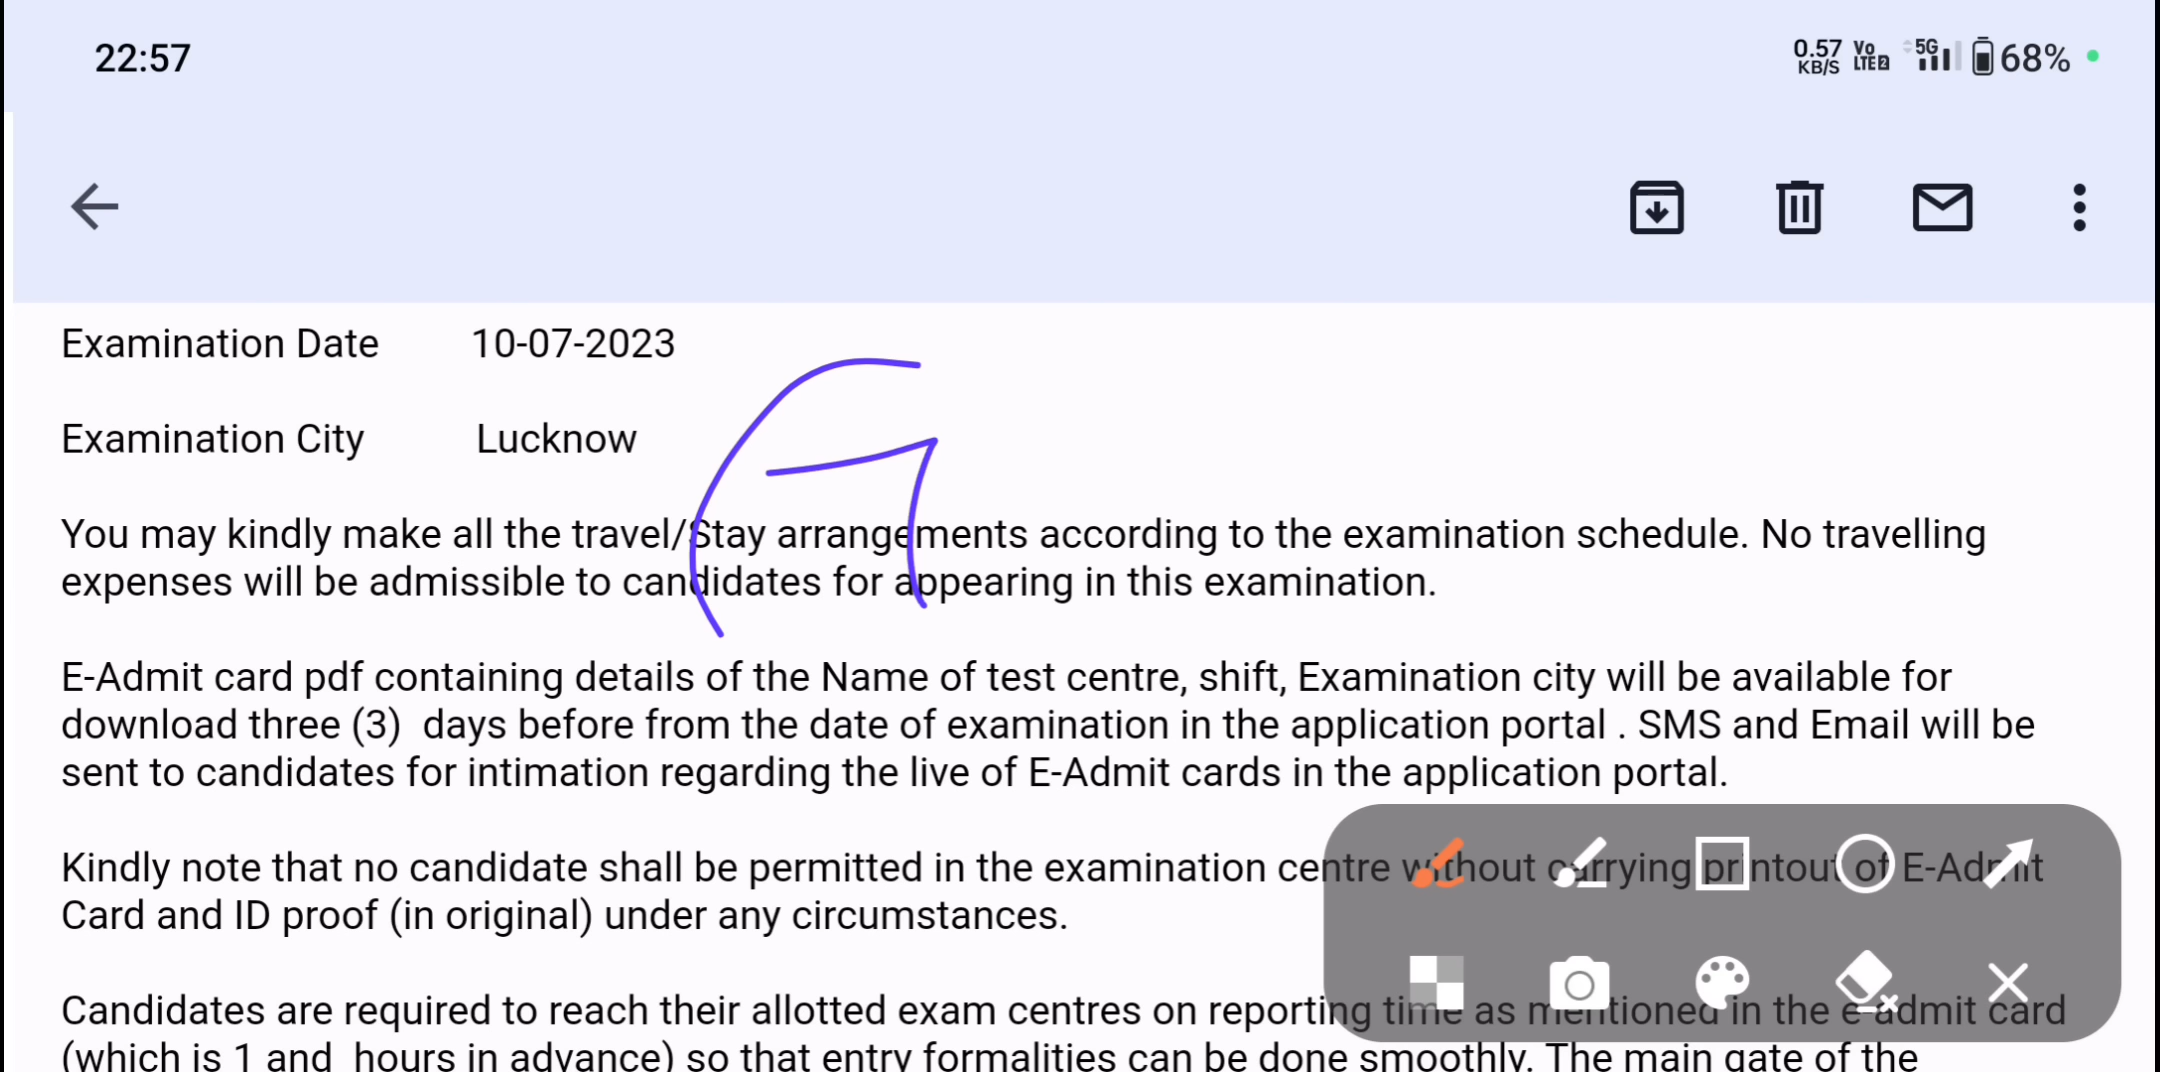 22:57
0.57 KB/S Vo LTE 2 5G 68%
Examination Date 10-07-2023
Examination City Lucknow
You may kindly make all the travel/Stay arrangements according to the examination schedule. No travelling
expenses will be admissible to candidates for appearing in this examination.
E-Admit card pdf containing details of the Name of test centre, shift, Examination city will be available for
download three (3) days before from the date of examination in the application portal . SMS and Email will be
sent to candidates for intimation regarding the live of E-Admit cards in the application portal.
Kindly note that no candidate shall be permitted in the examination centre without carrying printout of E-Admit
Card and ID proof (in original) under any circumstances.
Candidates are required to reach their allotted exam centres on reporting time as mentioned in the e-admit card
(which is 1 and hours in advance) so that entry formalities can be done smoothly. The main gate of the